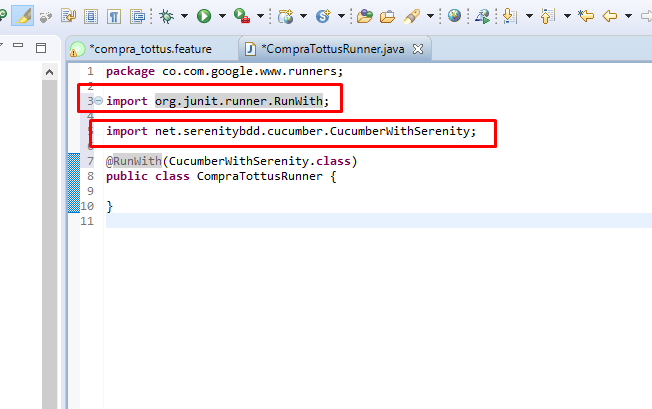 *compra_tottus.feature
*CompraTottusRunner.java
1 package co.com.google.www.runners;
2
3 import org.junit.runner.RunWith;
4
5 import net.serenitybdd.cucumber.CucumberWithSerenity;
6
7 @RunWith(CucumberWithSerenity.class)
8 public class CompraTottusRunner {
9
10 }
11